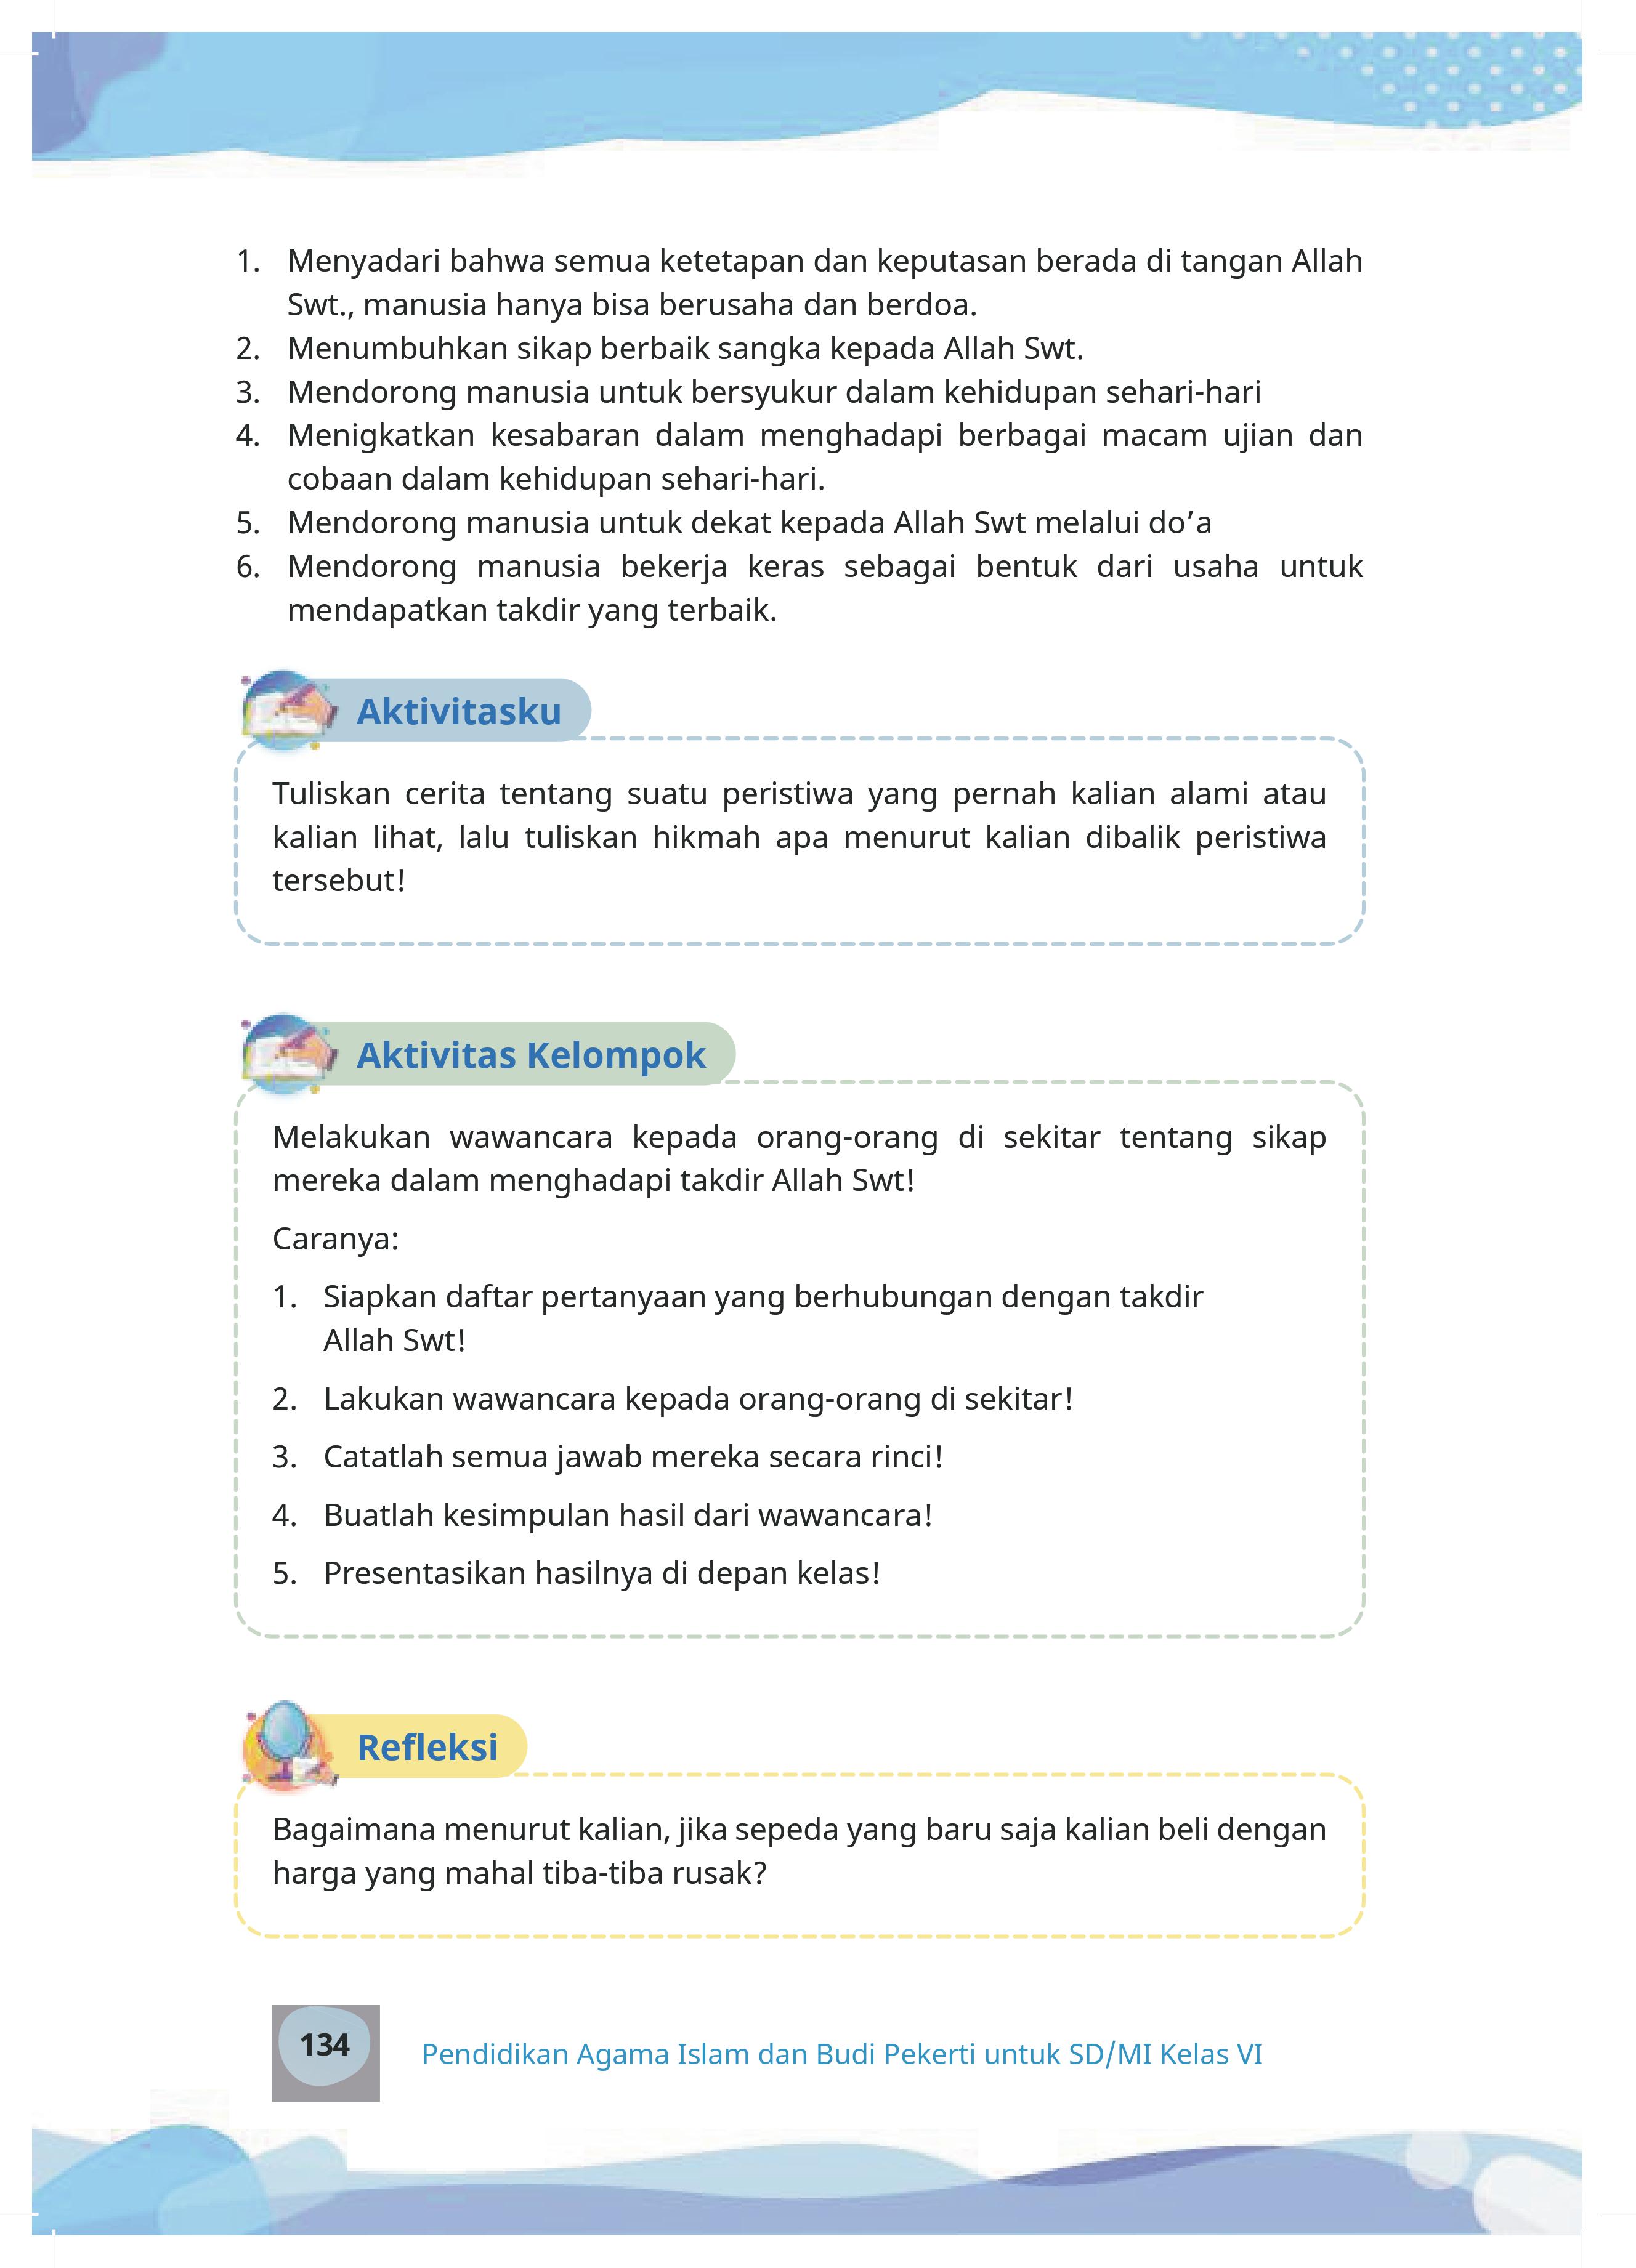 1. Menyadari bahwa semua ketetapan dan keputasan berada di tangan Allah
Swt., manusia hanya bisa berusaha dan berdoa.
2. Menumbuhkan sikap berbaik sangka kepada Allah Swt.
3. Mendorong manusia untuk bersyukur dalam kehidupan sehari-hari
4. Menigkatkan kesabaran dalam menghadapi berbagai macam ujian dan
cobaan dalam kehidupan sehari-hari.
5. Mendorong manusia untuk dekat kepada Allah Swt melalui do’a
6. Mendorong manusia bekerja keras sebagai bentuk dari usaha untuk
mendapatkan takdir yang terbaik.
Aktivitasku
Tuliskan cerita tentang suatu peristiwa yang pernah kalian alami atau
kalian lihat, lalu tuliskan hikmah apa menurut kalian dibalik peristiwa
tersebut!
Aktivitas Kelompok
Melakukan wawancara kepada orang-orang di sekitar tentang sikap
mereka dalam menghadapi takdir Allah Swt!
Caranya:
1. Siapkan daftar pertanyaan yang berhubungan dengan takdir
Allah Swt!
2. Lakukan wawancara kepada orang-orang di sekitar!
3. Catatlah semua jawab mereka secara rinci!
4. Buatlah kesimpulan hasil dari wawancara!
5. Presentasikan hasilnya di depan kelas!
Refleksi
Bagaimana menurut kalian, jika sepeda yang baru saja kalian beli dengan
harga yang mahal tiba-tiba rusak?
134
Pendidikan Agama Islam dan Budi Pekerti untuk SD/MI Kelas VI